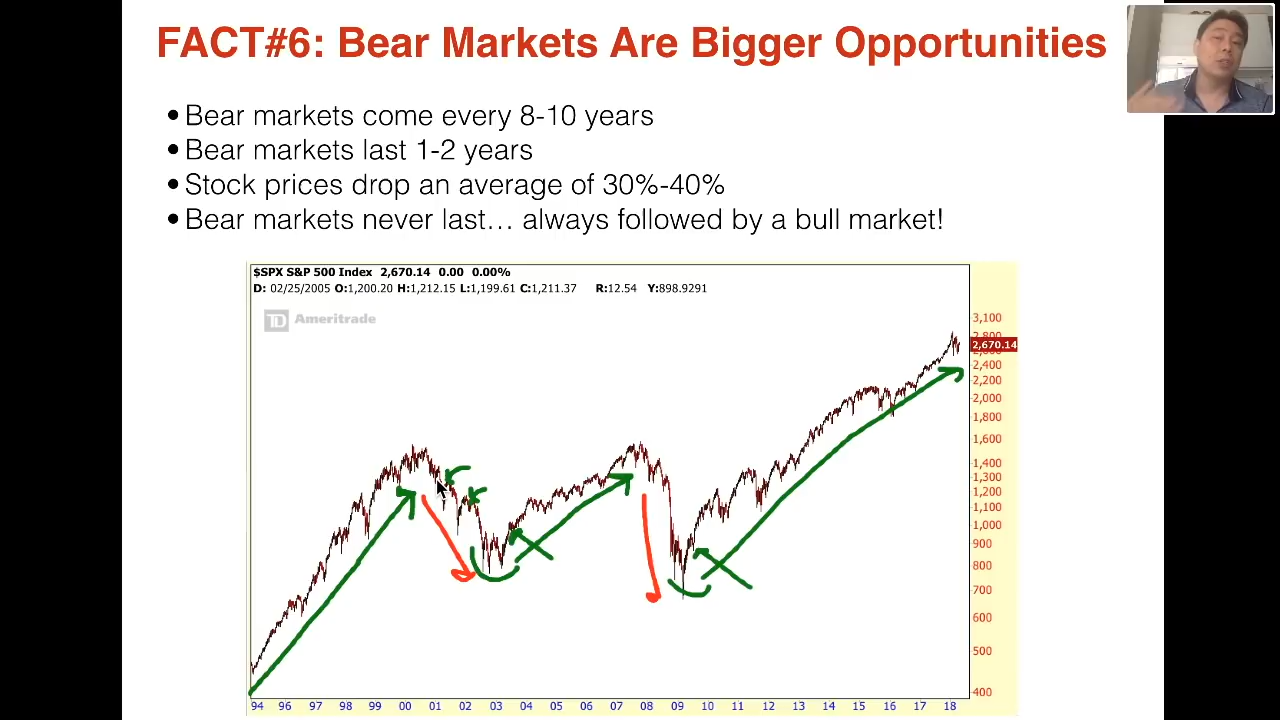 FACT#6: Bear Markets Are Bigger Opportunities
•Bear markets come every 8-10 years
•Bear markets last 1-2 years
•Stock prices drop an average of 30%-40%
•Bear markets never last… always followed by a bull market!
$SPX S&P 500 Index 2,670.14 0.00 0.00%
D: 02/25/2005 O:1,200.20 H:1,212.15 L:1,199.61 C:1,211.37 R:12.54 Y:898.9291
TD Ameritrade
3,100
2,800
2,670.14
2,400
2,200
2,000
1,800
1,600
1,400
1,300
1,200
1,100
1,000
900
800
700
600
500
400
94 96 97 98 99 00 01 02 03 04 05 06 07 08 09 10 11 12 13 14 15 16 17 18